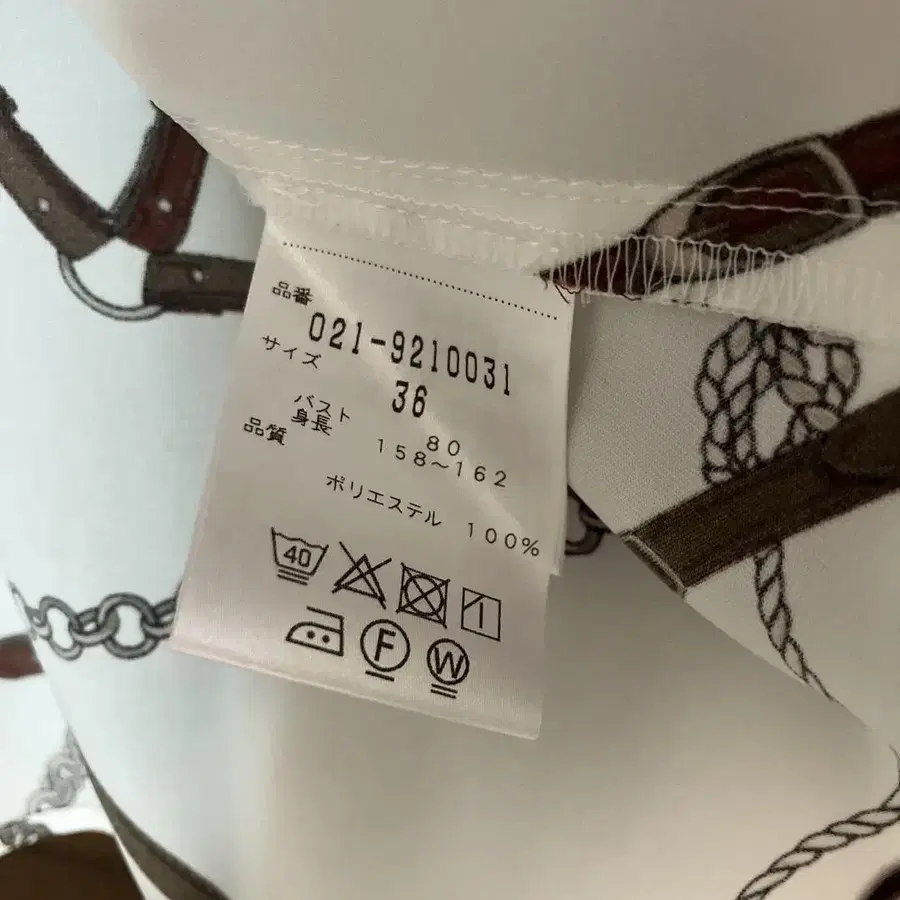 品番
021-9210031
サイズ
36
バスト 80
身長 158～162
品質
ポリエステル 100%
40
F
W